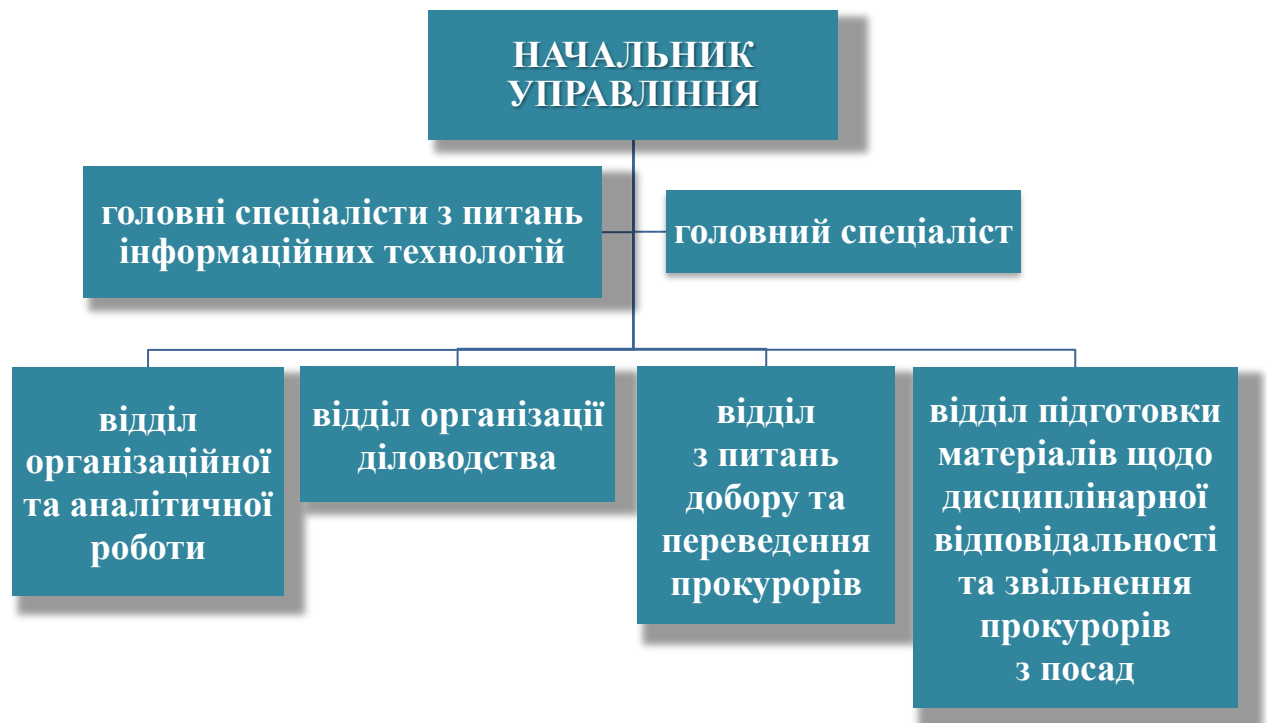 НАЧАЛЬНИК
УПРАВЛІННЯ
головні спеціалісти з питань
інформаційних технологій
головний спеціаліст
відділ
організаційної
та аналітичної
роботи
відділ організації
діловодства
відділ
з питань
добору та
переведення
прокурорів
відділ підготовки
матеріалів щодо
дисциплінарної
відповідальності
та звільнення
прокурорів
з посад